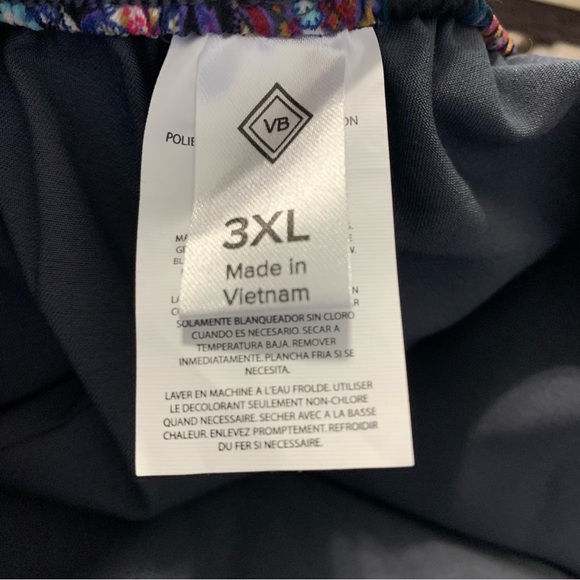 VB
3XL
Made in
Vietnam
SOLAMENTE BLANQUEADOR SIN CLORO
CUANDO ES NECESARIO. SECAR A
TEMPERATURA BAJA. REMOVER
INMEDIATAMENTE. PLANCHA FRIA SI SE
NECESITA.
LAVER EN MACHINE A L'EAU FROLDE. UTILISER
LE DECOLORANT SEULEMENT NON-CHLORE
QUAND NECESSAIRE. SECHER AVEC A LA BASSE
CHALEUR. ENLEVEZ PROMPTEMENT. REFROIDIR
DU FER SI NECESSAIRE.